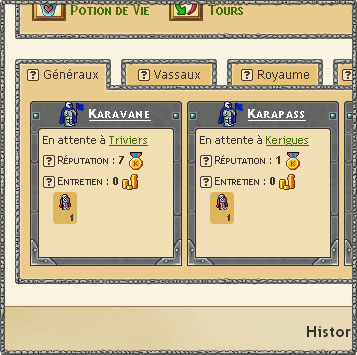 Potion de Vie
Tours
? Généraux
? Vassaux
? Royaume
?
Karavane
En attente à Triviers
? Réputation : 7
? Entretien : 0
1
Karapass
En attente à Kerigues
? Réputation : 1
? Entretien : 0
1
Histor